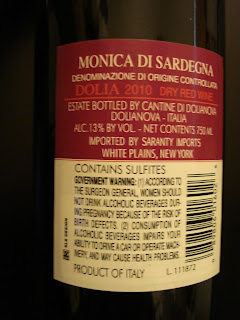 MONICA DI SARDEGNA
DENOMINAZIONE DI ORIGINE CONTROLLATA
DOLIA 2010 DRY RED WINE
ESTATE BOTTLED BY CANTINE DI DOLIANOVA
DOLIANOVA - ITALIA
ALC. 13% BY VOL. - NET CONTENT 750 ML
IMPORTED BY SARANTY IMPORTS
WHITE PLAINS, NEW YORK
CONTAINS SULFITES
GOVERNMENT WARNING: (1) ACCORDING TO
THE SURGEON GENERAL, WOMEN SHOULD
NOT DRINK ALCOHOLIC BEVERAGES DUR-
ING PREGNANCY BECAUSE OF THE RISK OF
BIRTH DEFECTS. (2) CONSUMPTION OF
ALCOHOLIC BEVERAGES IMPAIRS YOUR
ABILITY TO DRIVE A CAR OR OPERATE MACH-
INERY, AND MAY CAUSE HEALTH PROBLEMS.
PRODUCT OF ITALY
L. 111872